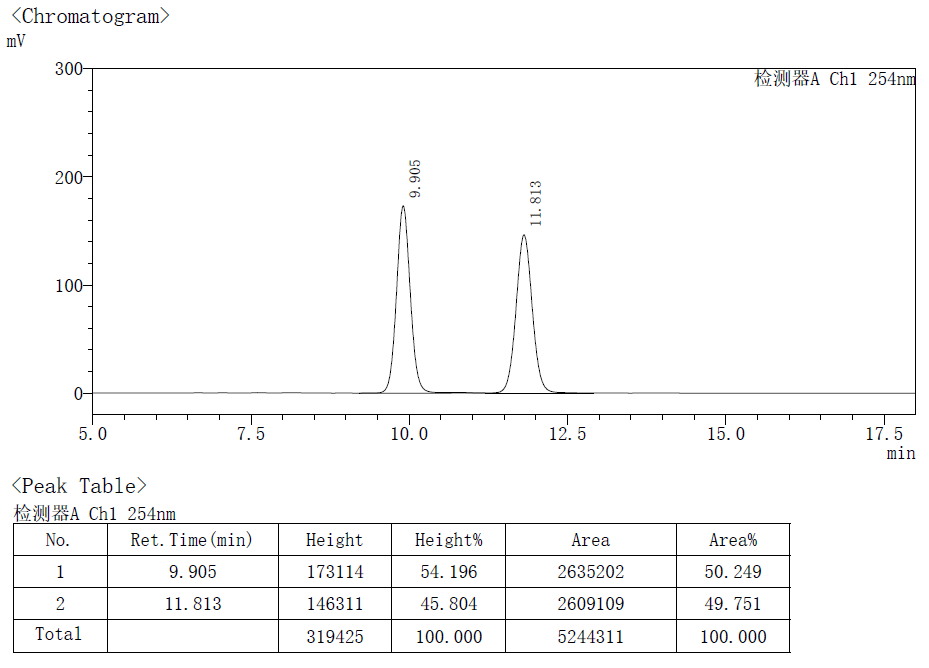 <Chromatogram>
mV
检测器A Ch1 254nm
300
200
100
0
9.905
11.813
5.0 7.5 10.0 12.5 15.0 17.5
min
<Peak Table>
检测器A Ch1 254nm
No. Ret.Time(min) Height Height% Area Area%
1 9.905 173114 54.196 2635202 50.249
2 11.813 146311 45.804 2609109 49.751
Total 319425 100.000 5244311 100.000